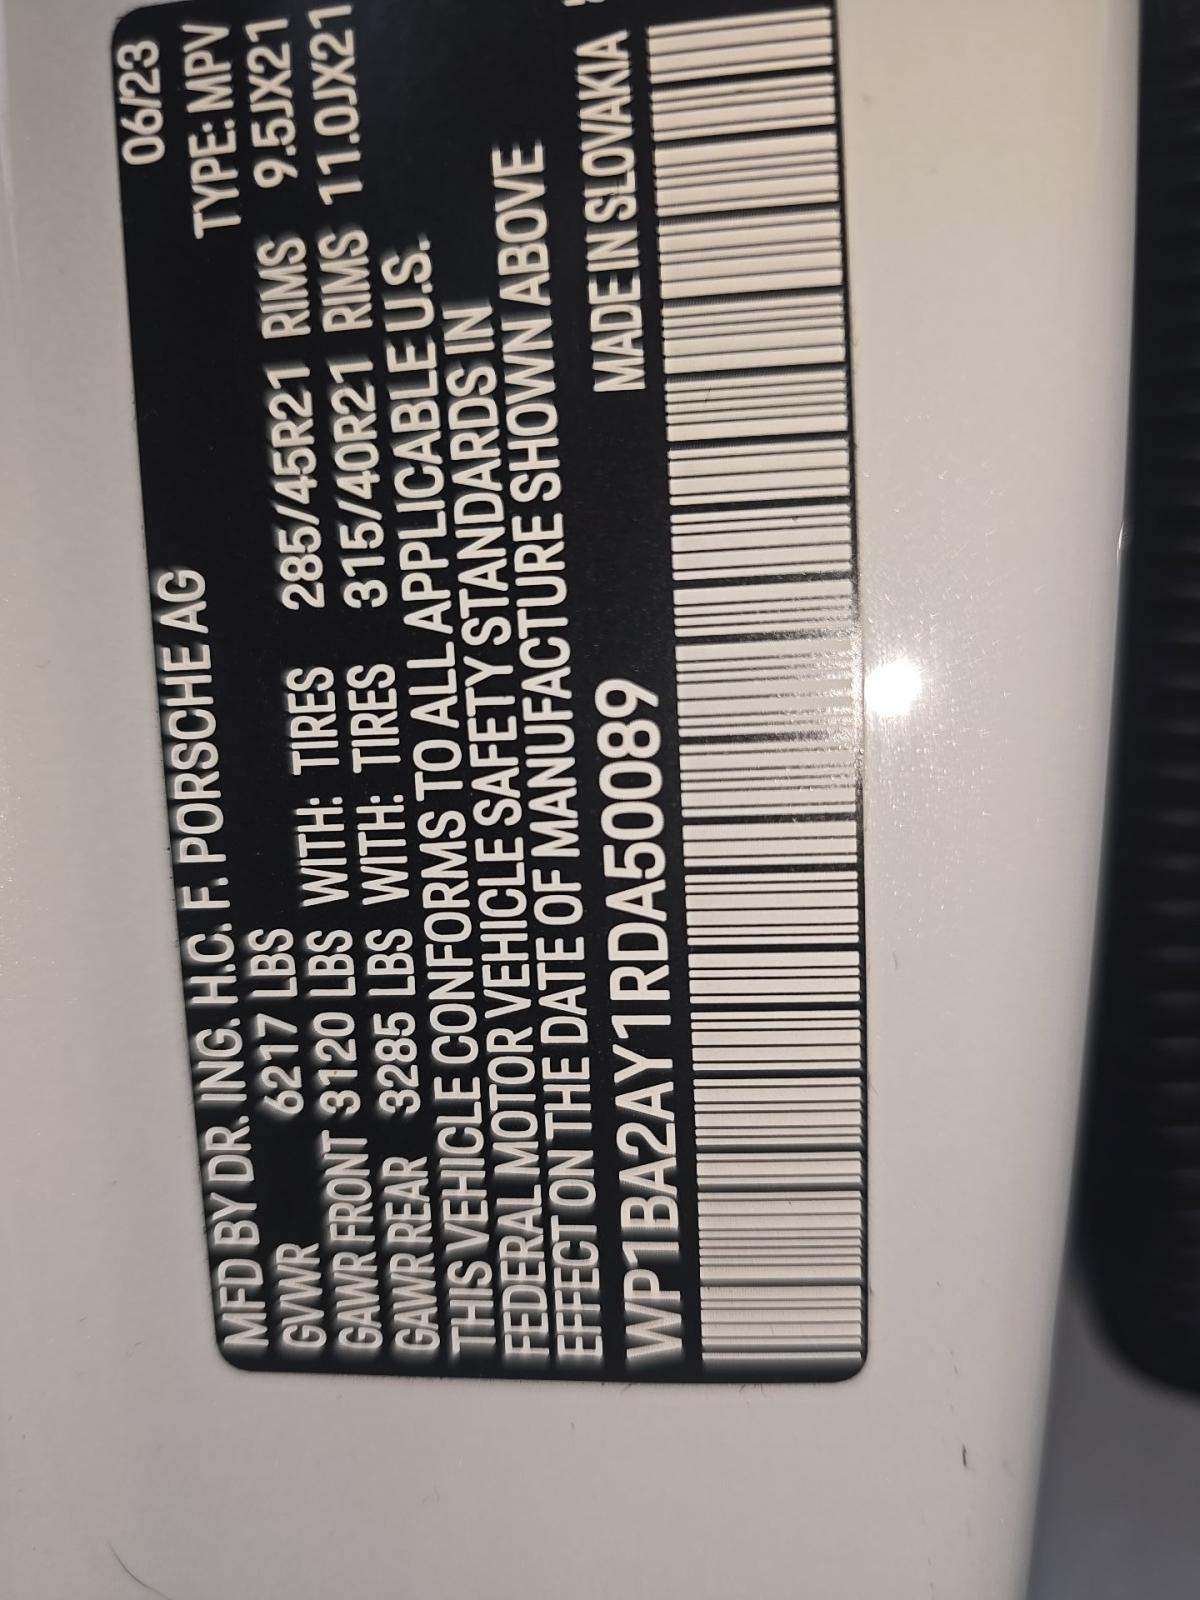 MFD BY DR. ING. H.C. F. PORSCHE AG 06/23
GVWR 6217 LBS TYPE: MPV
GAWR FRONT 3120 LBS WITH: TIRES 285/45R21 RIMS 9.5JX21
GAWR REAR 3285 LBS WITH: TIRES 315/40R21 RIMS 11.0JX21
THIS VEHICLE CONFORMS TO ALL APPLICABLE U.S.
FEDERAL MOTOR VEHICLE SAFETY STANDARDS IN
EFFECT ON THE DATE OF MANUFACTURE SHOWN ABOVE
WP1BA2AY1RDA50089 MADE IN SLOVAKIA